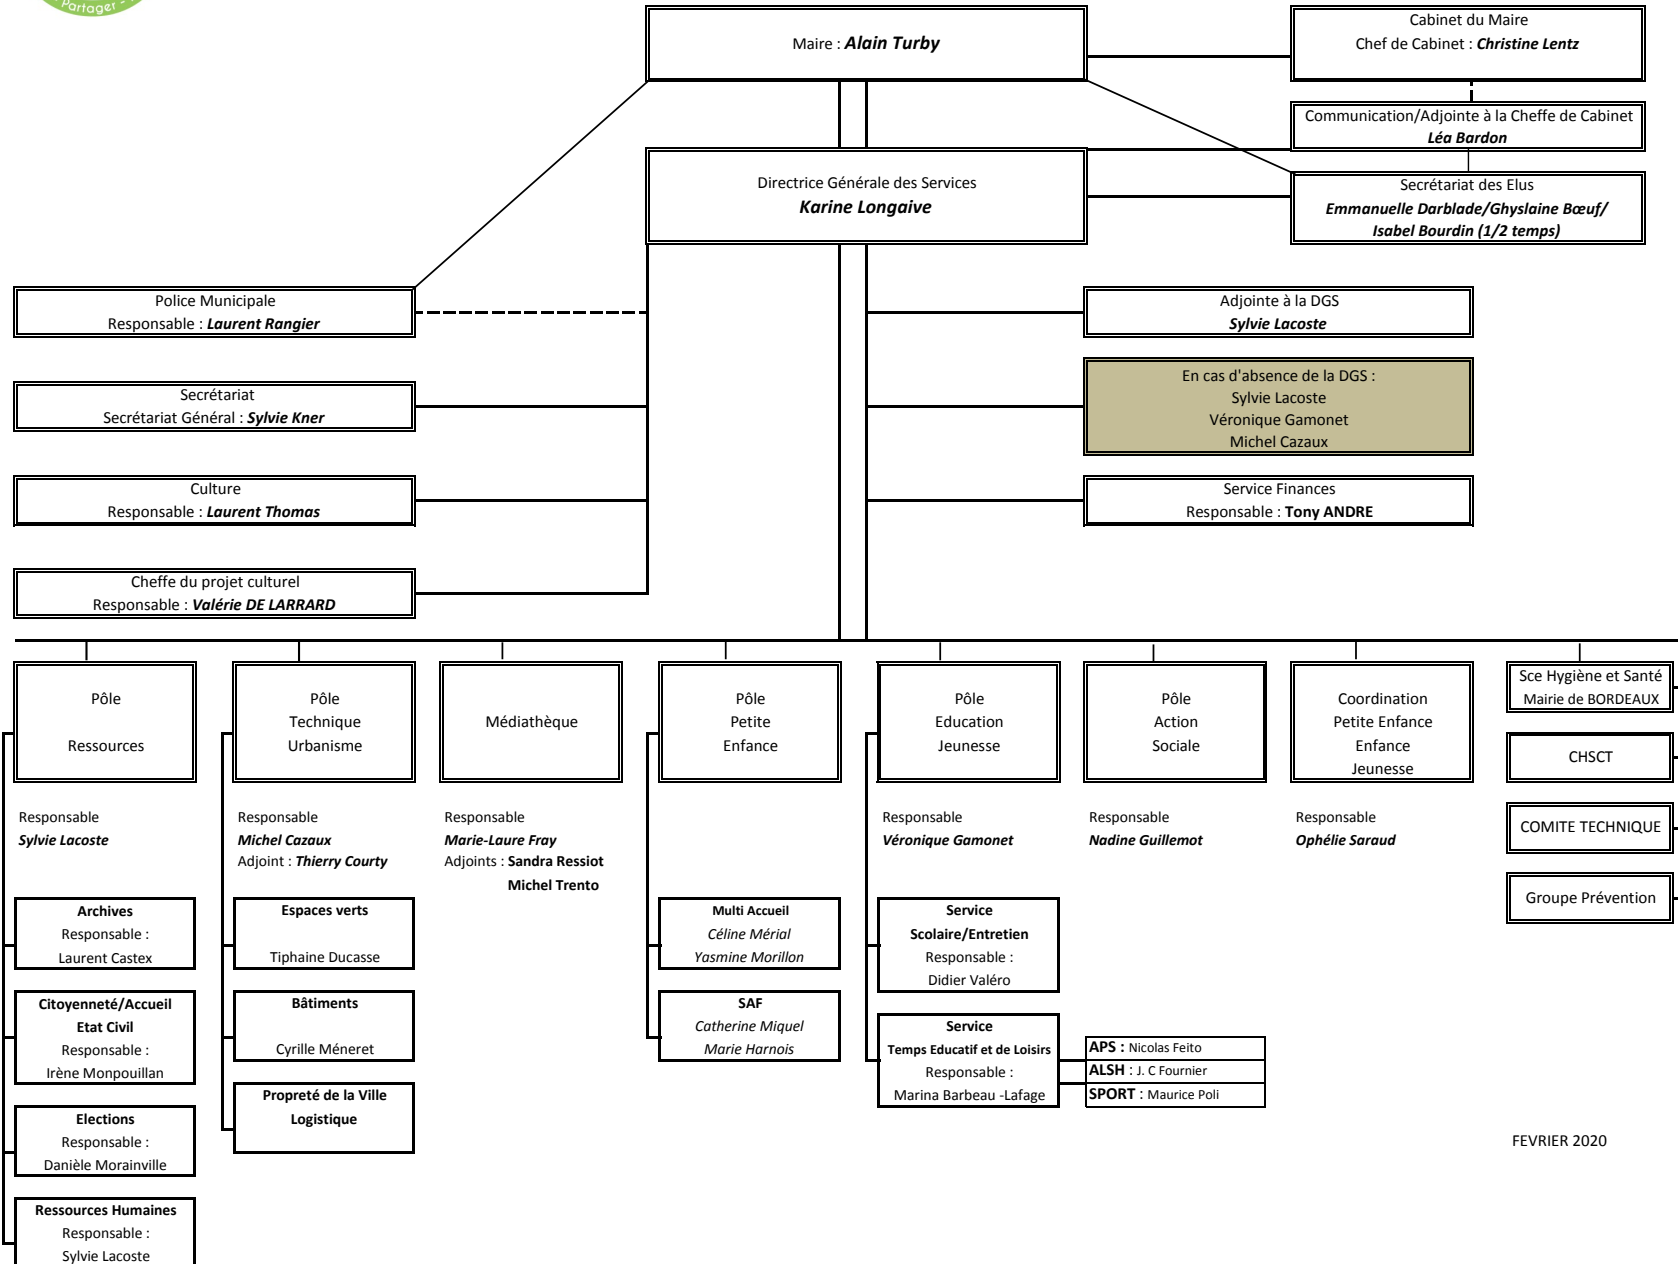 Partager -
Maire : Alain Turby
Cabinet du Maire
Chef de Cabinet : Christine Lentz
Communication/Adjointe à la Cheffe de Cabinet
Léa Bardon
Directrice Générale des Services
Karine Longaive
Secrétariat des Elus
Emmanuelle Darblade/Ghyslaine Bœuf/
Isabel Bourdin (1/2 temps)
Police Municipale
Responsable : Laurent Rangier
Adjointe à la DGS
Sylvie Lacoste
Secrétariat
Secrétariat Général : Sylvie Kner
En cas d'absence de la DGS :
Sylvie Lacoste
Véronique Gamonet
Michel Cazaux
Culture
Responsable : Laurent Thomas
Service Finances
Responsable : Tony ANDRE
Cheffe du projet culturel
Responsable : Valérie DE LARRARD
Pôle
Ressources
Responsable
Sylvie Lacoste
Archives
Responsable :
Laurent Castex
Citoyenneté/Accueil
Etat Civil
Responsable :
Irène Monpouillan
Elections
Responsable :
Danièle Morainville
Ressources Humaines
Responsable :
Sylvie Lacoste
Pôle
Technique
Urbanisme
Responsable
Michel Cazaux
Adjoint : Thierry Courty
Espaces verts
Tiphaine Ducasse
Bâtiments
Cyrille Méneret
Propreté de la Ville
Logistique
Médiathèque
Responsable
Marie-Laure Fray
Adjoints : Sandra Ressiot
Michel Trento
Pôle
Petite
Enfance
Multi Accueil
Céline Mérial
Yasmine Morillon
SAF
Catherine Miquel
Marie Harnois
Pôle
Education
Jeunesse
Responsable
Véronique Gamonet
Service
Scolaire/Entretien
Responsable :
Didier Valéro
Service
Temps Educatif et de Loisirs
Responsable :
Marina Barbeau -Lafage
APS : Nicolas Feito
ALSH : J. C Fournier
SPORT : Maurice Poli
Pôle
Action
Sociale
Responsable
Nadine Guillemot
Coordination
Petite Enfance
Enfance
Jeunesse
Responsable
Ophélie Saraud
Sce Hygiène et Santé
Mairie de BORDEAUX
CHSCT
COMITE TECHNIQUE
Groupe Prévention
FEVRIER 2020